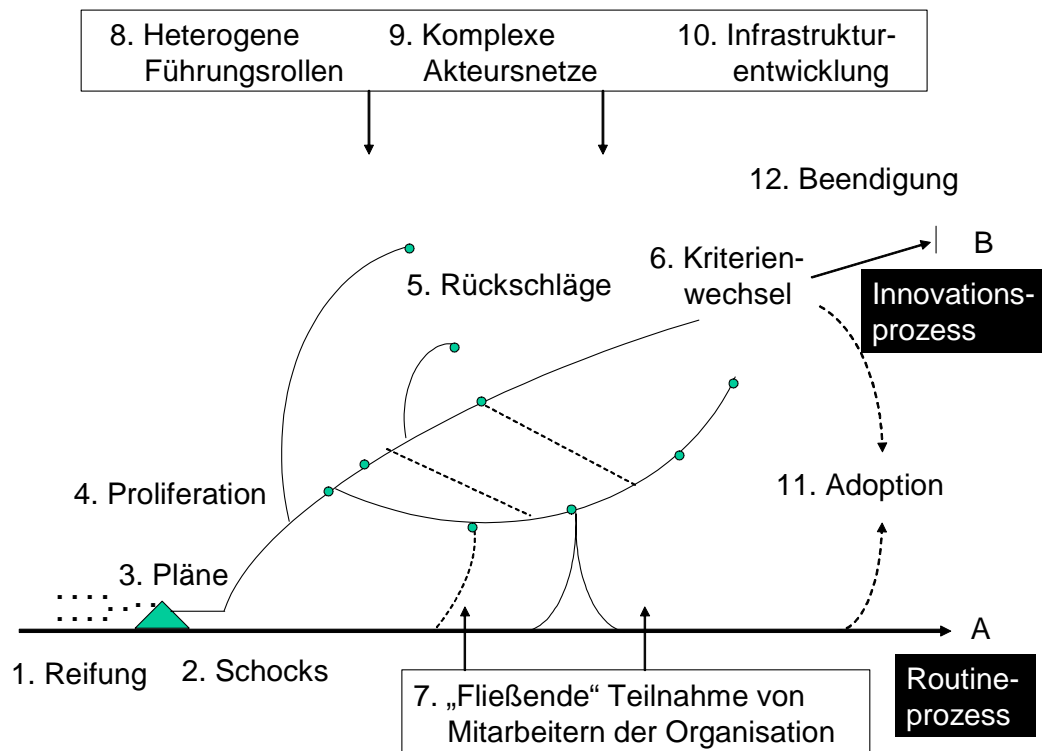 8. Heterogene
Führungsrollen
9. Komplexe
Akteursnetze
10. Infrastruktur-
entwicklung
12. Beendigung
B
6. Kriterien-
wechsel
5. Rückschläge
Innovations-
prozess
4. Proliferation
11. Adoption
3. Pläne
A
1. Reifung
2. Schocks
7. „Fließende“ Teilnahme von
Mitarbeitern der Organisation
Routine-
prozess